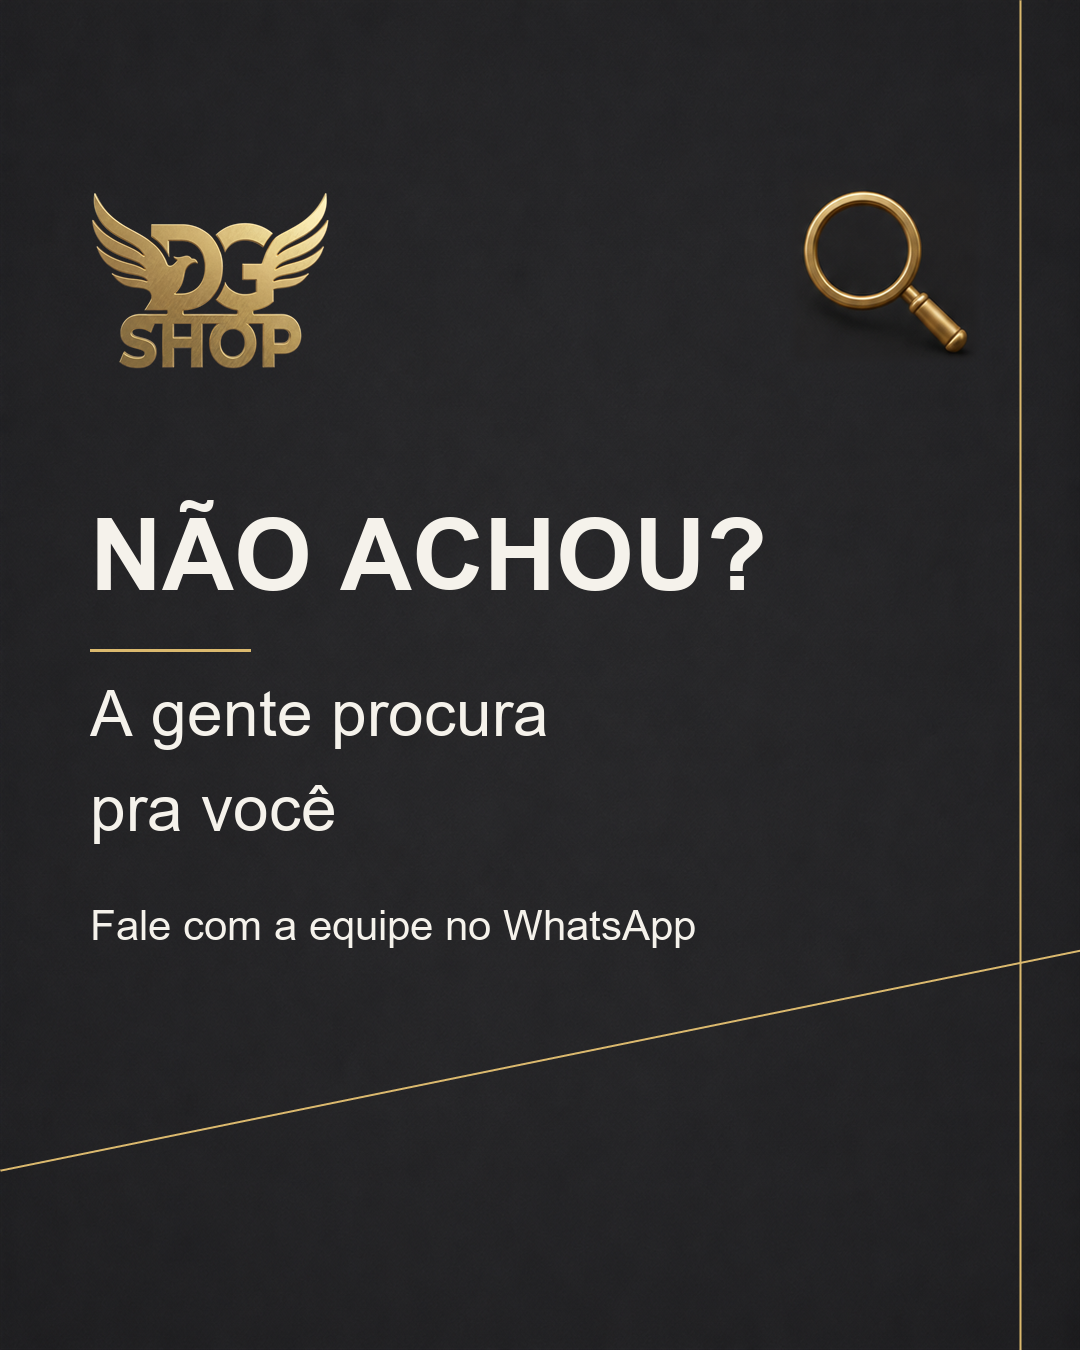 DG
SHOP
NÃO ACHOU?
A gente procura
pra você
Fale com a equipe no WhatsApp